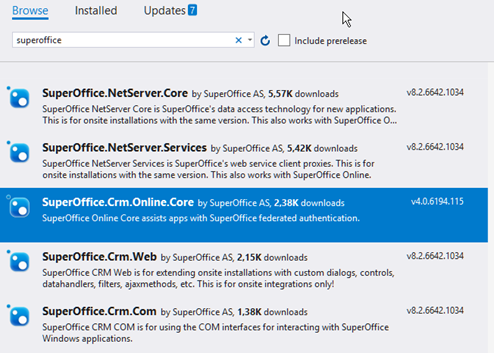 Browse Installed Updates 7
superoffice Include prerelease
SuperOffice.NetServer.Core by SuperOffice AS, 5,57K downloads v8.2.6642.1034
SuperOffice NetServer Core is SuperOffice's data access technology for new applications.
This is for onsite installations with the same version. This also works with SuperOffice O...
SuperOffice.NetServer.Services by SuperOffice AS, 5,42K downloads v8.2.6642.1034
SuperOffice NetServer Services is SuperOffice's web service client proxies. This is for
onsite installations with the same version. This also works with SuperOffice Online.
SuperOffice.Crm.Online.Core by SuperOffice AS, 2,38K downloads v4.0.6194.115
SuperOffice Online Core assists apps with SuperOffice federated authentication.
SuperOffice.Crm.Web by SuperOffice AS, 2,15K downloads v8.2.6642.1034
SuperOffice CRM Web is for extending onsite installations with custom dialogs, controls,
datahandlers, filters, ajaxmethods, etc. This is for onsite integrations only!
SuperOffice.Crm.Com by SuperOffice AS, 1,38K downloads v8.2.6642.1034
SuperOffice CRM COM is for using the COM interfaces for interacting with SuperOffice
Windows applications.